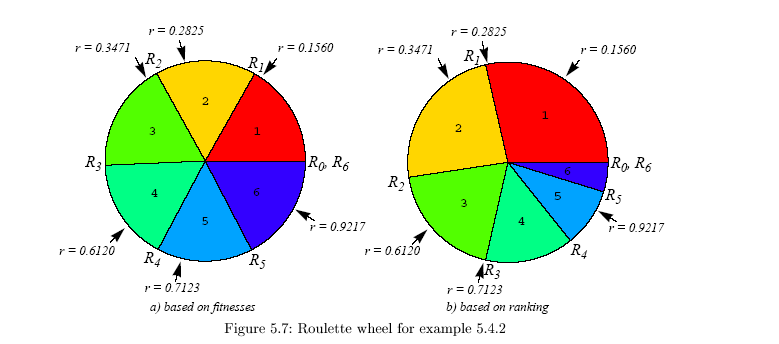 r = 0.2825
r = 0.3471
R2
R1
r = 0.1560
2
3
1
R3
R0, R6
4
6
5
r = 0.9217
r = 0.6120
R4
R5
r = 0.7123
a) based on fitnesses
r = 0.2825
r = 0.3471
R1
r = 0.1560
1
2
R0, R6
6
R2
R5
5
3
4
r = 0.9217
r = 0.6120
R4
R3
r = 0.7123
b) based on ranking
Figure 5.7: Roulette wheel for example 5.4.2